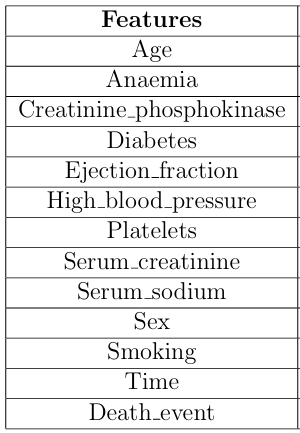 Features
Age
Anaemia
Creatinine_phosphokinase
Diabetes
Ejection_fraction
High_blood_pressure
Platelets
Serum_creatinine
Serum_sodium
Sex
Smoking
Time
Death_event